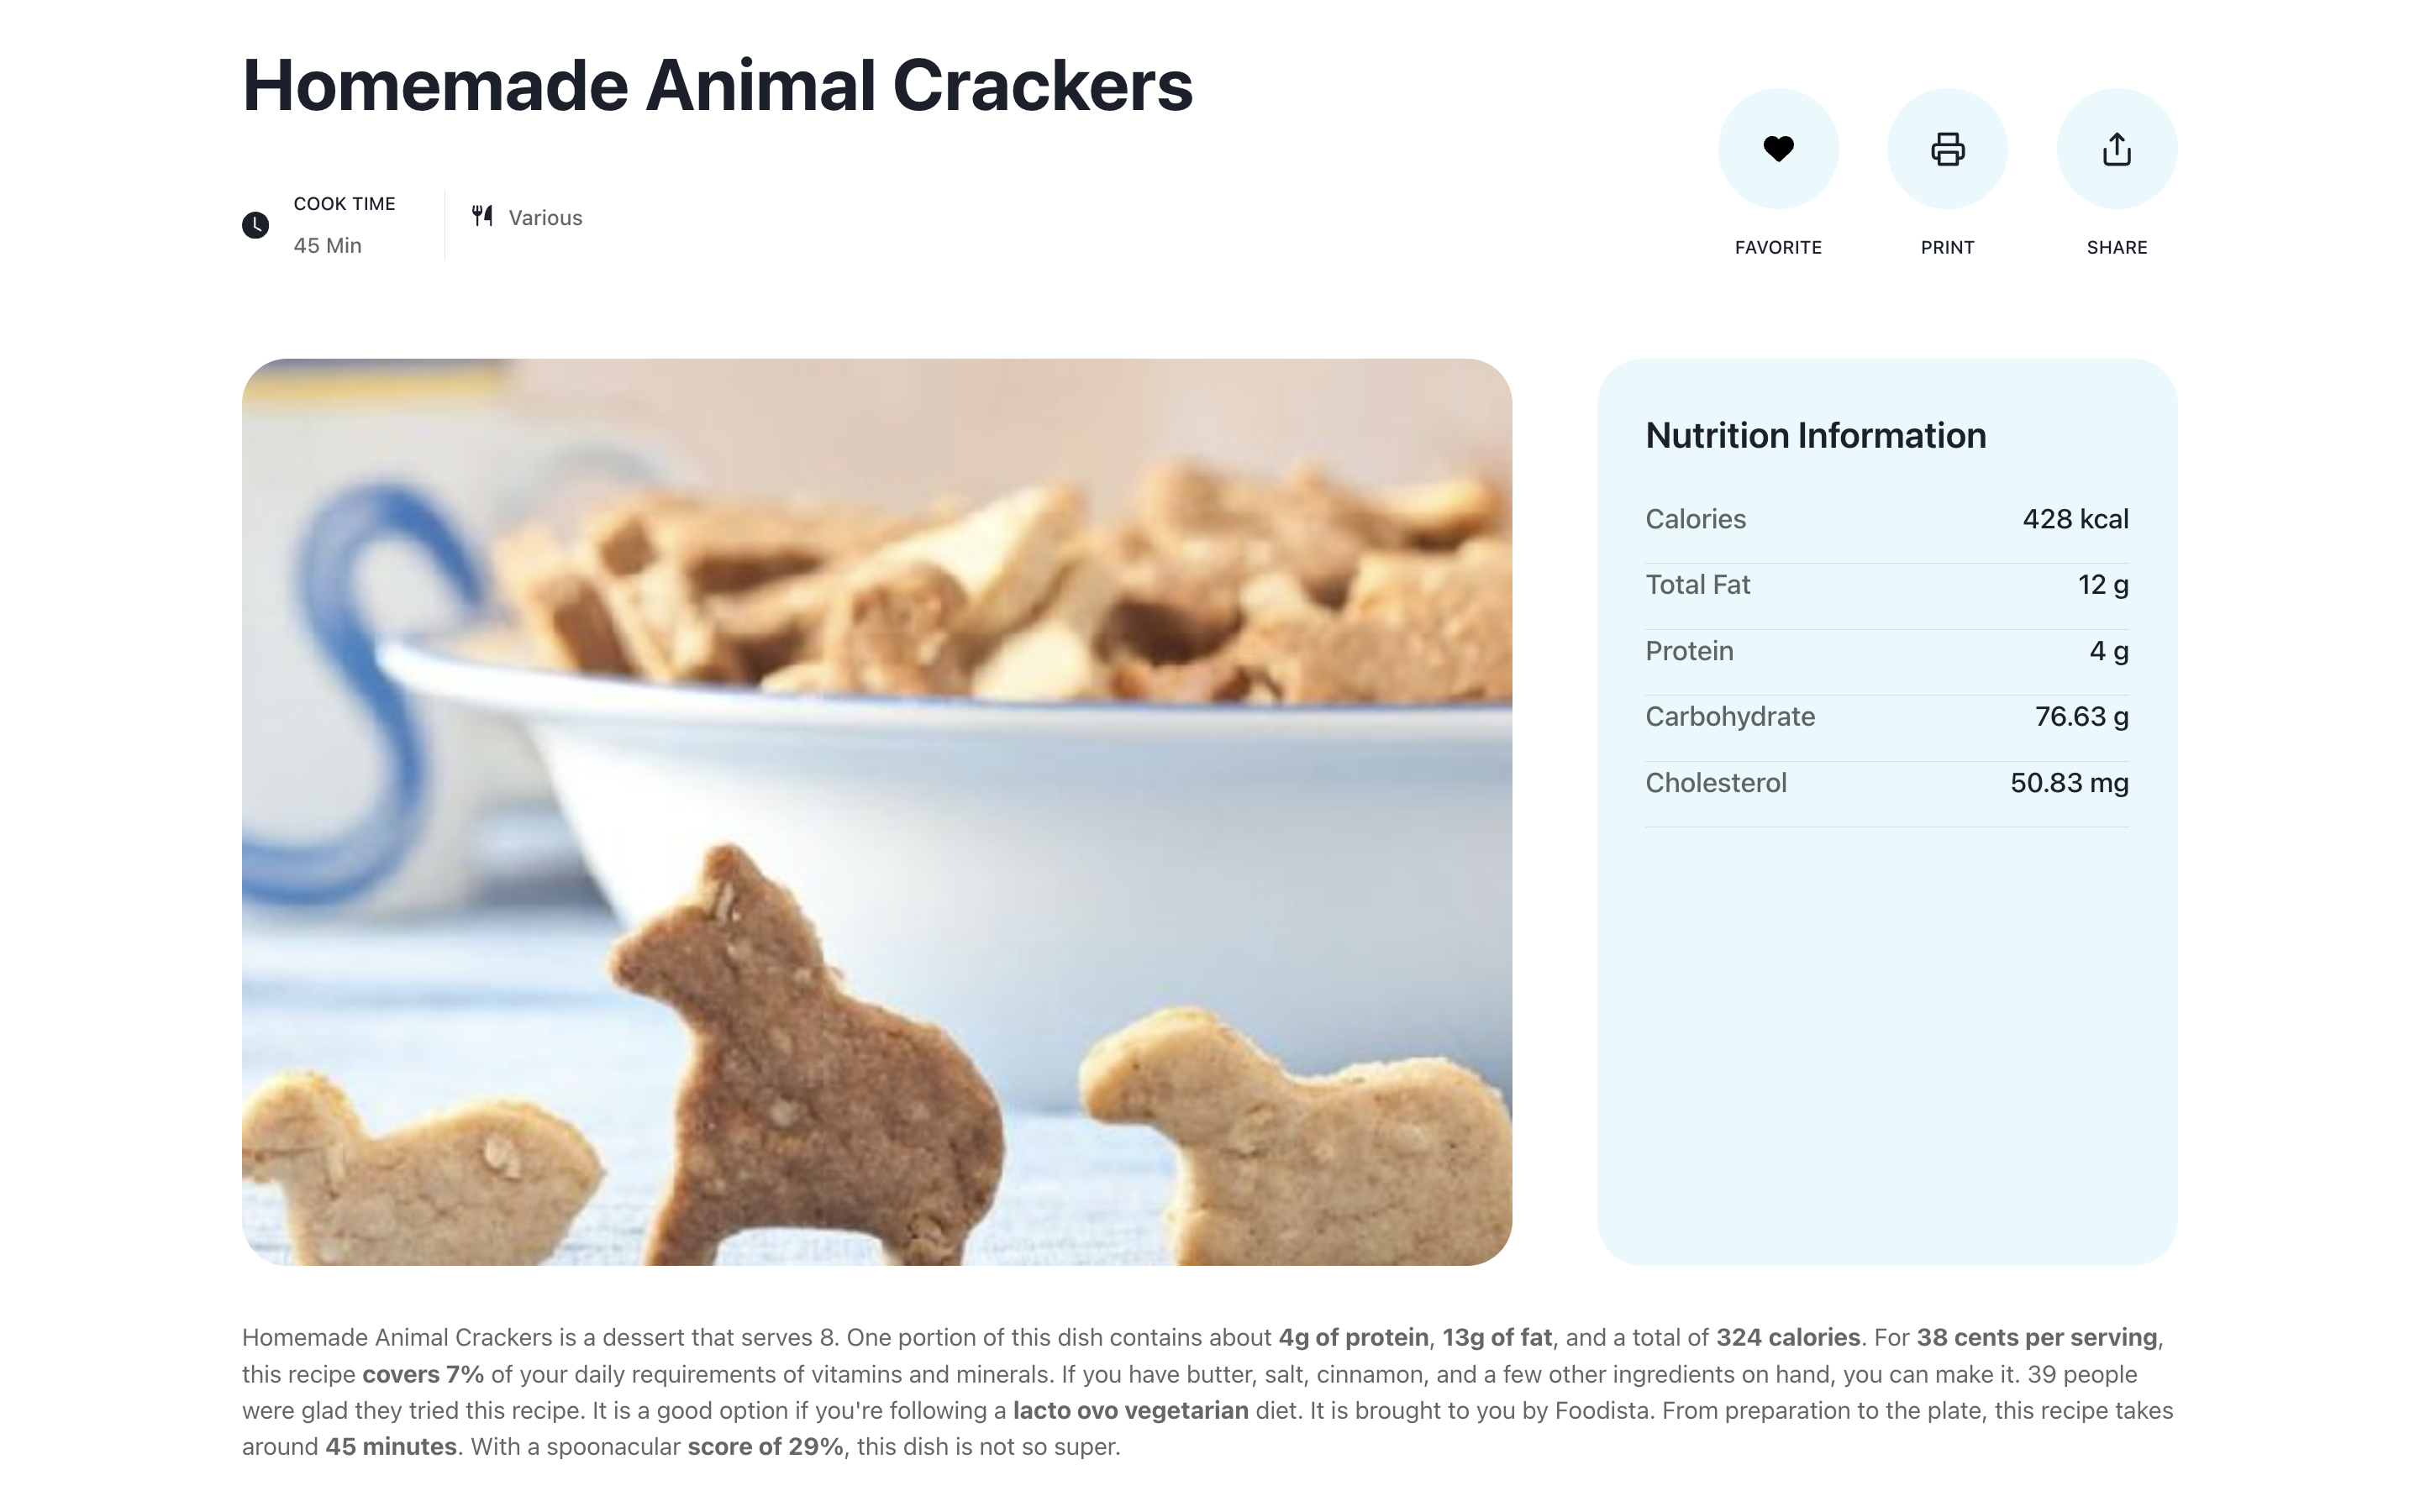 Homemade Animal Crackers
COOK TIME
45 Min
Various
FAVORITE
PRINT
SHARE
Nutrition Information
Calories 428 kcal
Total Fat 12 g
Protein 4 g
Carbohydrate 76.63 g
Cholesterol 50.83 mg
Homemade Animal Crackers is a dessert that serves 8. One portion of this dish contains about 4g of protein, 13g of fat, and a total of 324 calories. For 38 cents per serving,
this recipe covers 7% of your daily requirements of vitamins and minerals. If you have butter, salt, cinnamon, and a few other ingredients on hand, you can make it. 39 people
were glad they tried this recipe. It is a good option if you're following a lacto ovo vegetarian diet. It is brought to you by Foodista. From preparation to the plate, this recipe takes
around 45 minutes. With a spoonacular score of 29%, this dish is not so super.